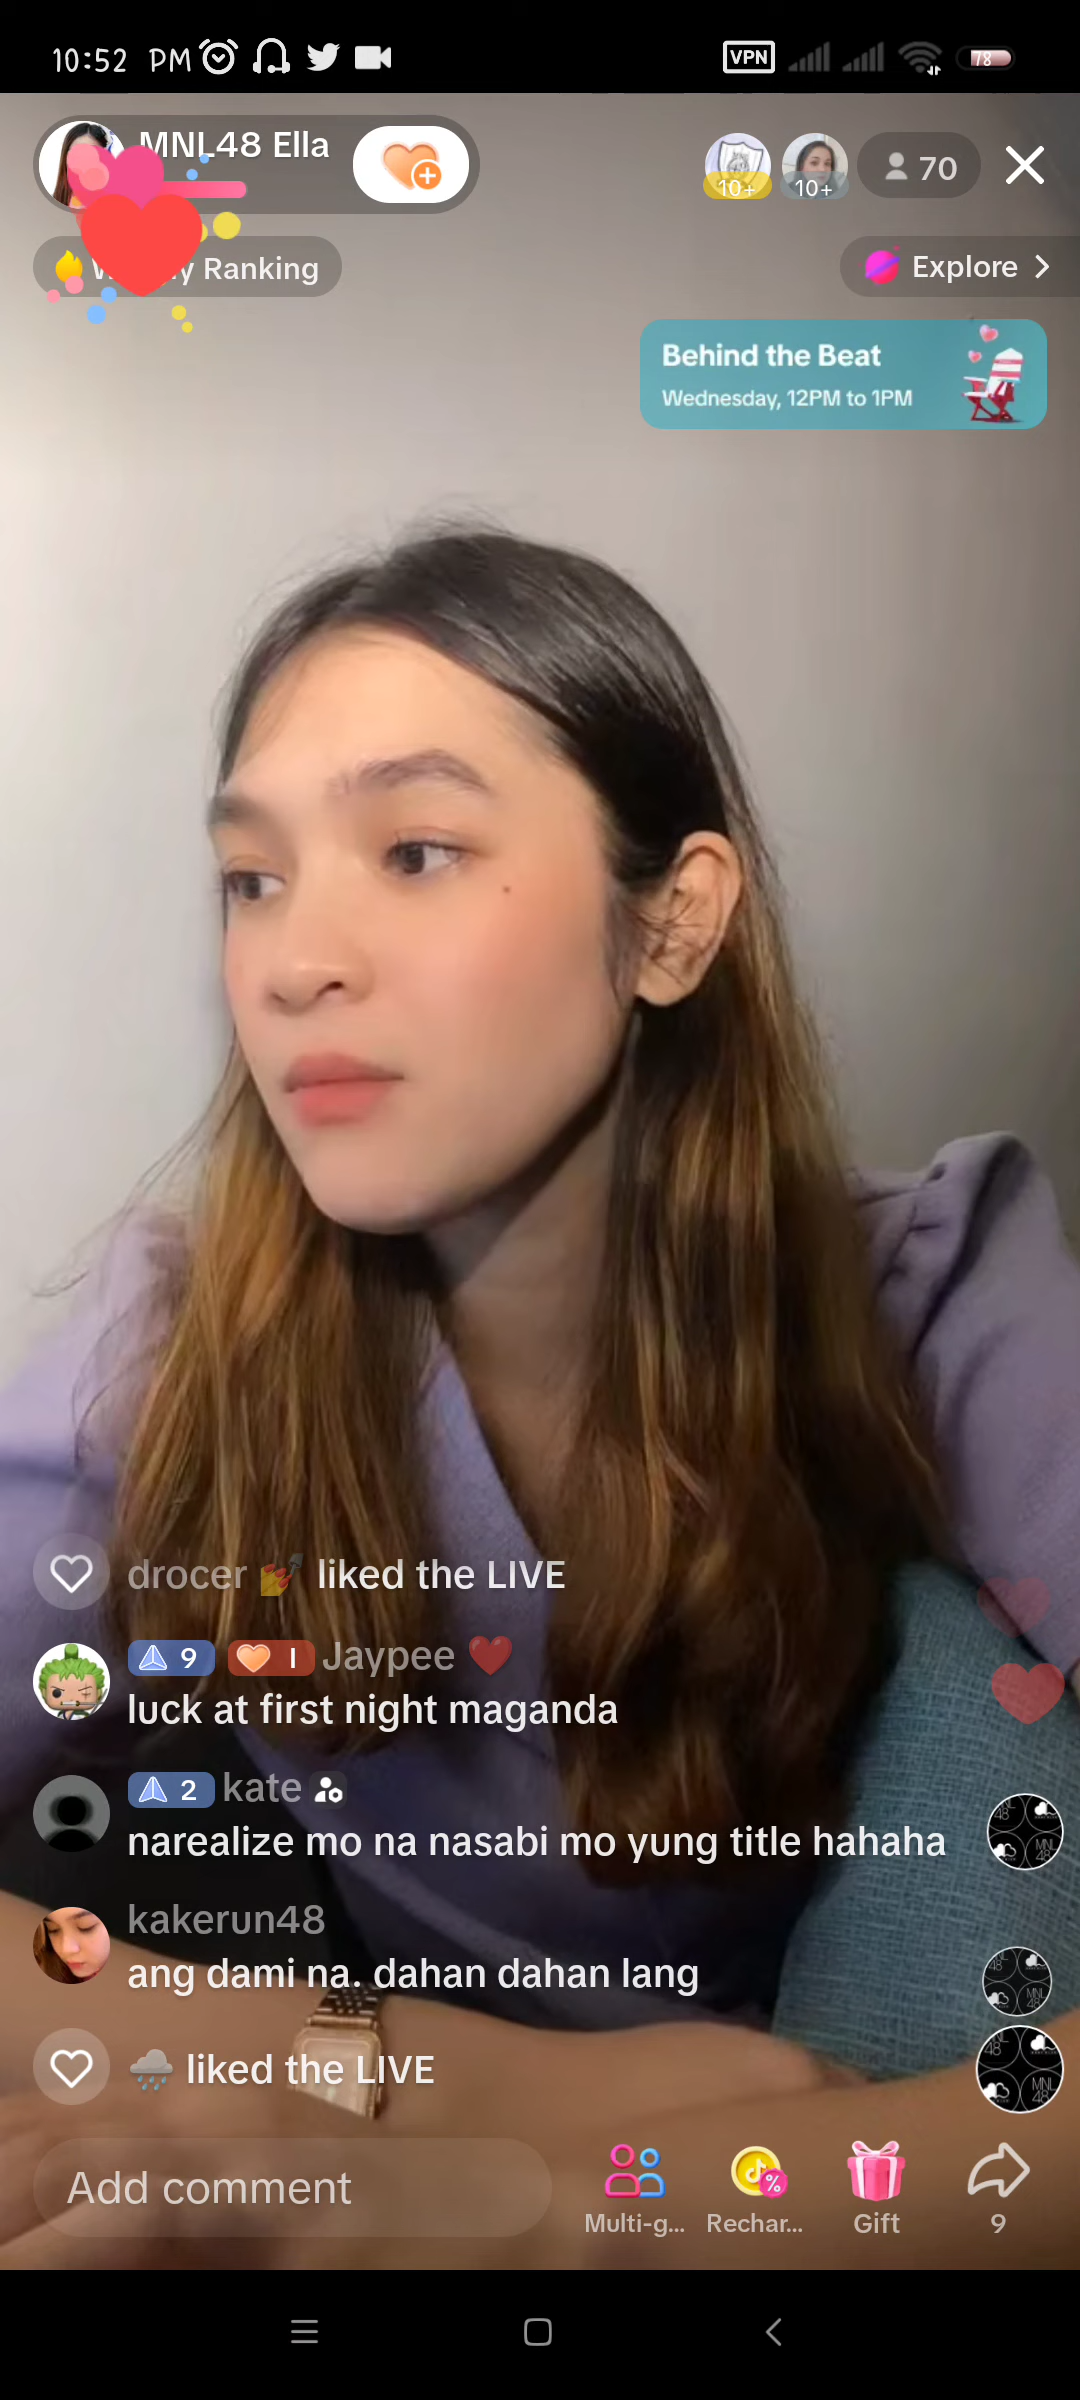 10:52 PM
VPN
78
MNL48 Ella
10+
10+
70
Ranking
Explore
Behind the Beat
Wednesday, 12PM to 1PM
drocer 💅 liked the LIVE
9 I Jaypee ❤️
luck at first night maganda
2 kate
narealize mo na nasabi mo yung title hahaha
kakerun48
ang dami na. dahan dahan lang
🌧️ liked the LIVE
Add comment
Multi-g...
Rechar...
Gift
9